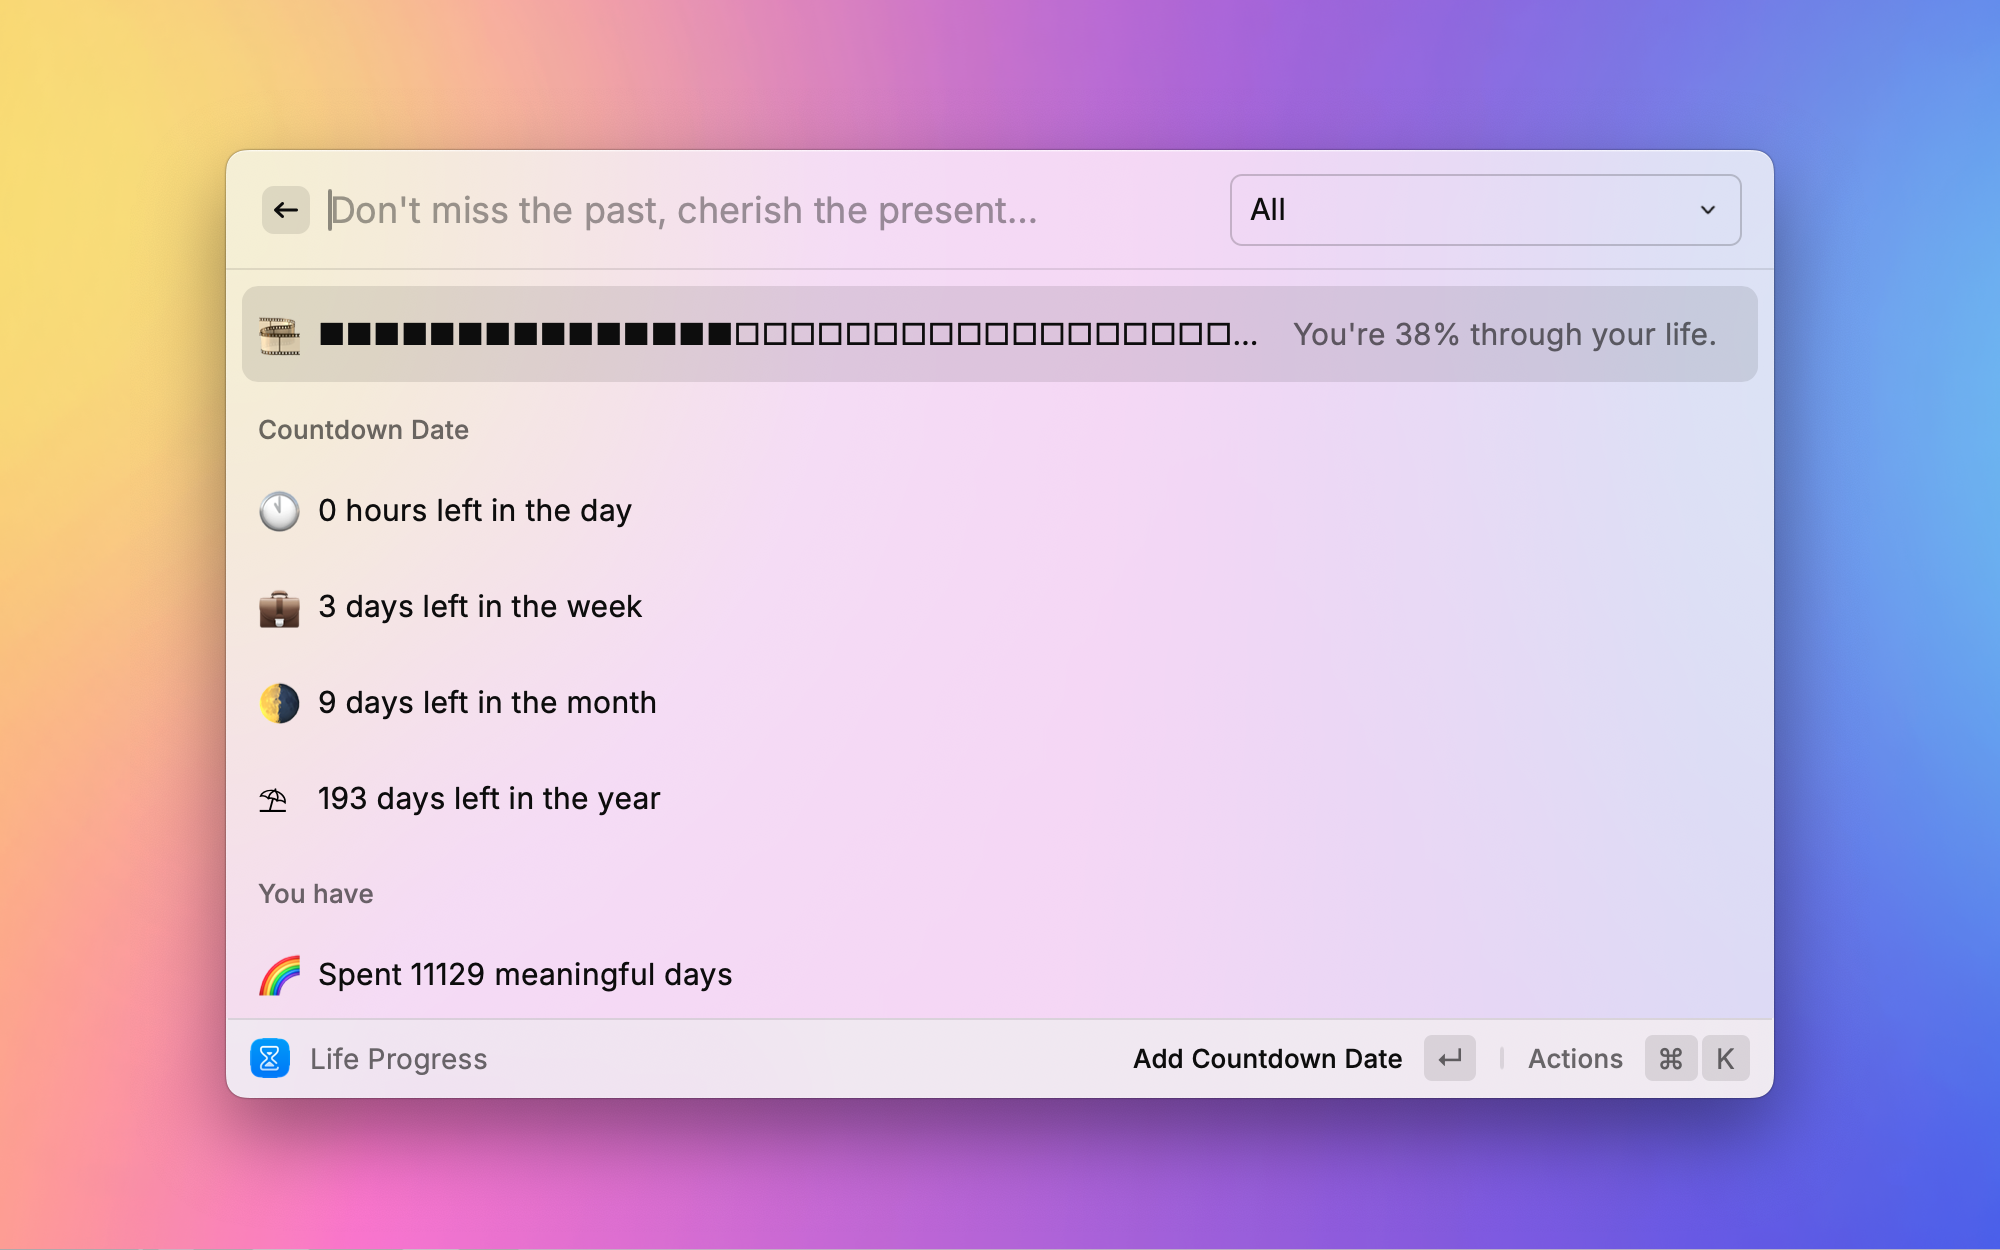 Don't miss the past, cherish the present...
All
■■■■■■■■■■■■■■■□□□□□□□□□□□□□□□□□□... You're 38% through your life.
Countdown Date
0 hours left in the day
3 days left in the week
9 days left in the month
193 days left in the year
You have
Spent 11129 meaningful days
Life Progress
Add Countdown Date
Actions ⌘ K